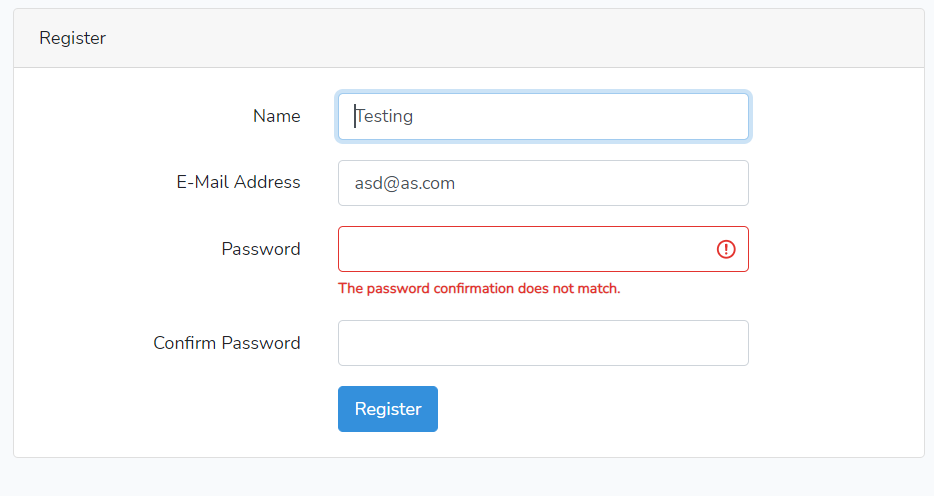 Register
Name Testing
E-Mail Address asd@as.com
Password
The password confirmation does not match.
Confirm Password
Register